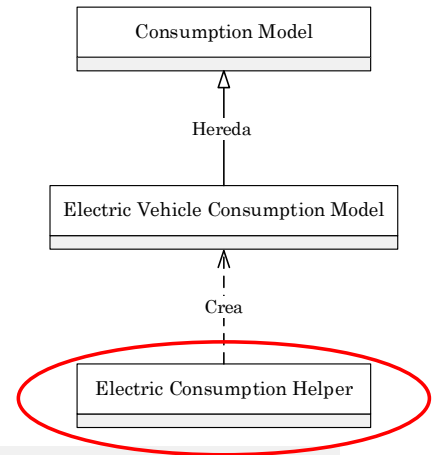 Consumption Model
Hereda
Electric Vehicle Consumption Model
Crea
Electric Consumption Helper